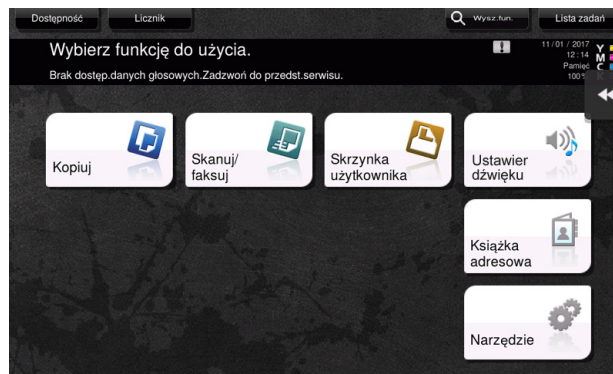 Dostępność
Licznik
Wysz.fun.
Lista zadań
Wybierz funkcję do użycia.
Brak dostęp.danych głosowych.Zadzwoń do przedst.serwisu.
11/01 / 2017
12:14
Pamięć
100%
Y
M
C
K
Kopiuj
Skanuj/
faksuj
Skrzynka
użytkownika
Ustawier
dźwięku
Książka
adresowa
Narzędzie